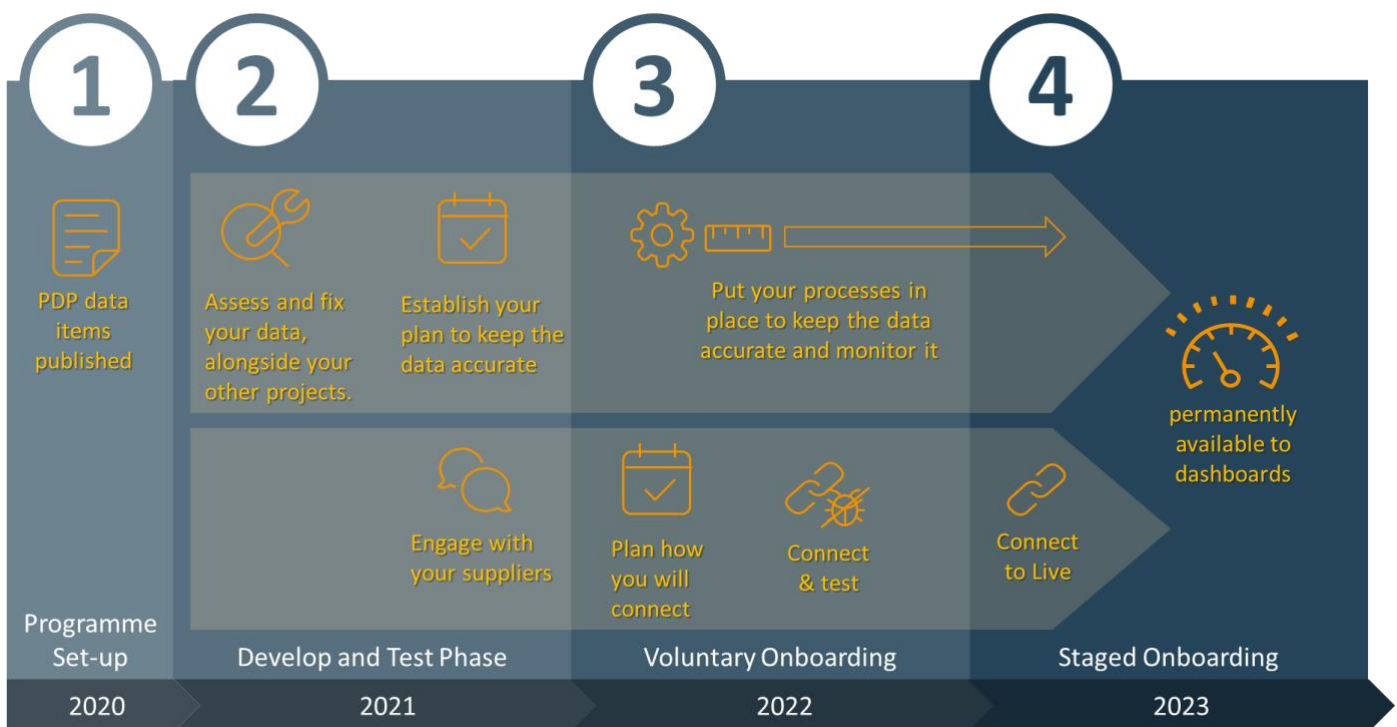 1
2
3
4
PDP data
items
published
Assess and fix
your data,
alongside your
other projects.
Establish your
plan to keep the
data accurate
Put your processes in
place to keep the data
accurate and monitor it
permanently
available to
dashboards
Engage with
your suppliers
Plan how
you will
connect
Connect
& test
Connect
to Live
Programme
Set-up
Develop and Test Phase
Voluntary Onboarding
Staged Onboarding
2020
2021
2022
2023